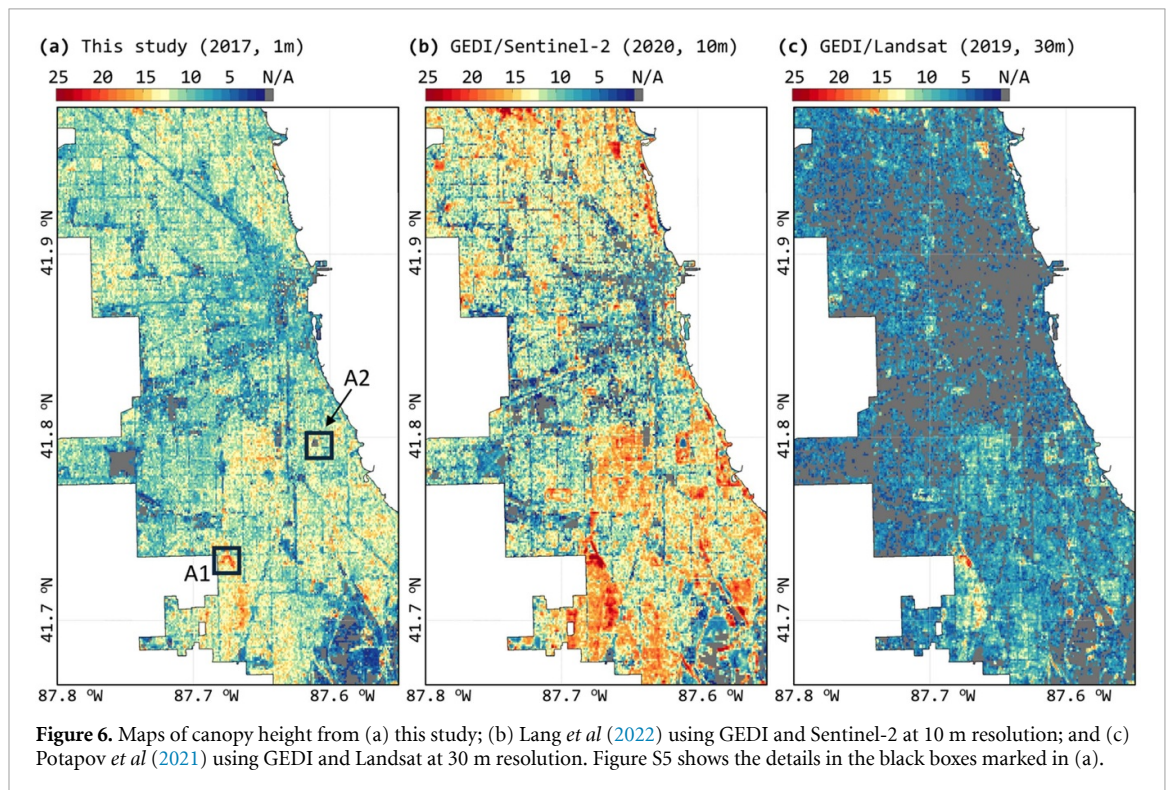 (a) This study (2017, 1m)
(b) GEDI/Sentinel-2 (2020, 10m)
(c) GEDI/Landsat (2019, 30m)
25 20 15 10 5 N/A
25 20 15 10 5 N/A
25 20 15 10 5 N/A
41.9 °N
41.9 °N
41.9 °N
A2
41.8 °N
41.8 °N
41.8 °N
A1
41.7 °N
41.7 °N
41.7 °N
87.8 °W 87.7 °W 87.6 °W
87.8 °W 87.7 °W 87.6 °W
87.8 °W 87.7 °W 87.6 °W
Figure 6. Maps of canopy height from (a) this study; (b) Lang et al (2022) using GEDI and Sentinel-2 at 10 m resolution; and (c)
Potapov et al (2021) using GEDI and Landsat at 30 m resolution. Figure S5 shows the details in the black boxes marked in (a).